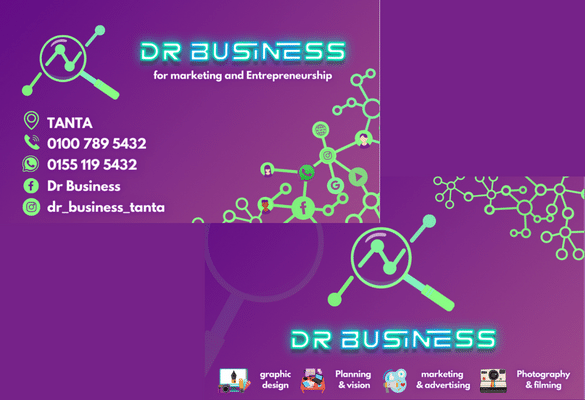 DR BUSINESS
for marketing and Entrepreneurship
TANTA
0100 789 5432
0155 119 5432
Dr Business
dr_business_tanta
DR BUSINESS
graphic
design
Planning
& vision
marketing
& advertising
Photography
& filming